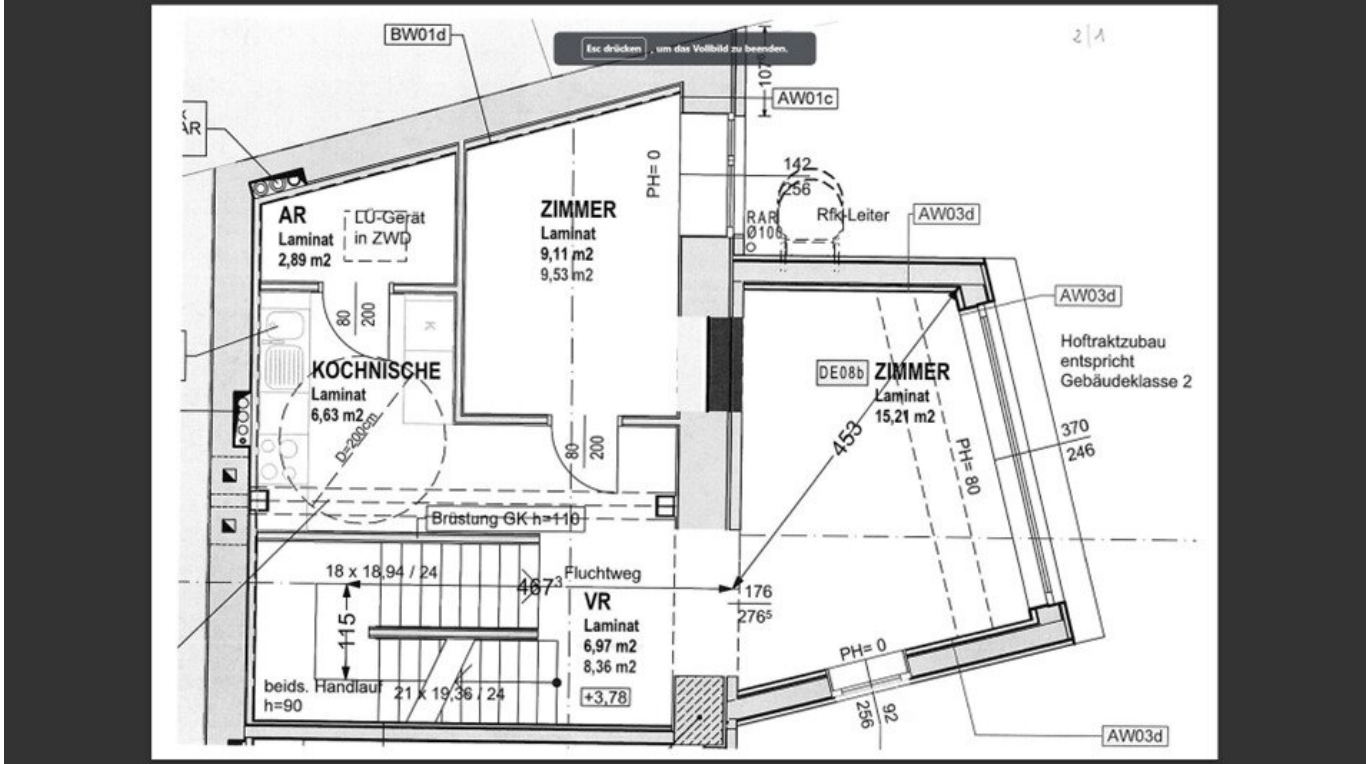 BW01d
Esc drücken, um das Vollbild zu beenden.
2|1
107⁵
AW01c
ÄR
142
256
PH= 0
RAR
Ø100
Rfk-Leiter
AW03d
AR
Laminat
2,89 m2
LÜ-Gerät
in ZWD
ZIMMER
Laminat
9,11 m2
9,53 m2
AW03d
80
200
K
Hoftraktzubau
entspricht
Gebäudeklasse 2
KOCHNISCHE
Laminat
6,63 m2
D=200cm
DE08b
ZIMMER
Laminat
15,21 m2
453
370
246
PH= 80
80
200
Brüstung GK h=110
18 x 18,94 / 24
467³
Fluchtweg
176
276⁵
115
VR
Laminat
6,97 m2
8,36 m2
+3,78
PH= 0
beids. Handlauf
h=90
21 x 19,36 / 24
92
256
AW03d